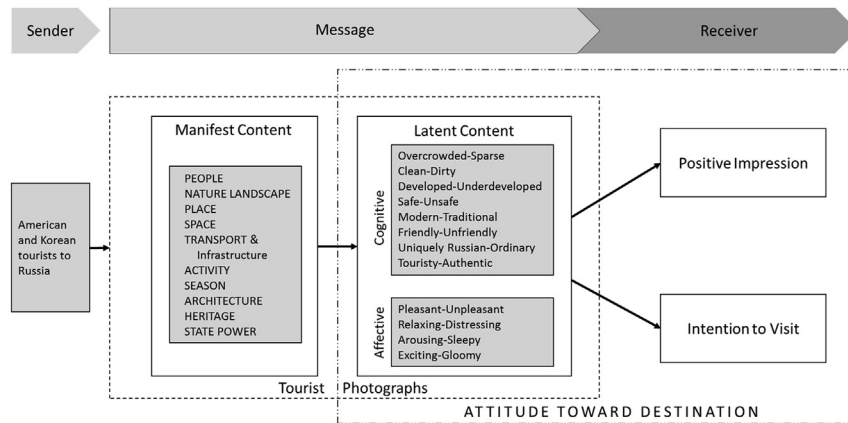 Sender
Message
Receiver
Manifest Content
Latent Content
PEOPLE
NATURE LANDSCAPE
PLACE
SPACE
TRANSPORT &
Infrastructure
ACTIVITY
SEASON
ARCHITECTURE
HERITAGE
STATE POWER
American
and Korean
tourists to
Russia
Cognitive
Overcrowded-Sparse
Clean-Dirty
Developed-Underdeveloped
Safe-Unsafe
Modern-Traditional
Friendly-Unfriendly
Uniquely Russian-Ordinary
Touristy-Authentic
Affective
Pleasant-Unpleasant
Relaxing-Distressing
Arousing-Sleepy
Exciting-Gloomy
Positive Impression
Intention to Visit
Tourist Photographs
ATTITUDE TOWARD DESTINATION